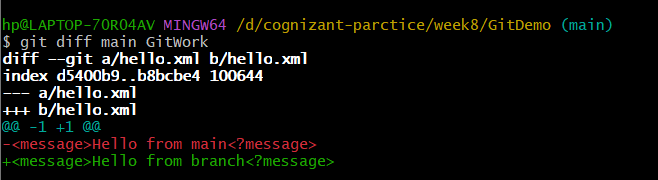 hp@LAPTOP-7OR04AV MINGW64 /d/cognizant-parctice/week8/GitDemo (main)
$ git diff main GitWork
diff --git a/hello.xml b/hello.xml
index d5400b9..b8bcbe4 100644
--- a/hello.xml
+++ b/hello.xml
@@ -1 +1 @@
-<message>Hello from main<?message>
+<message>Hello from branch<?message>